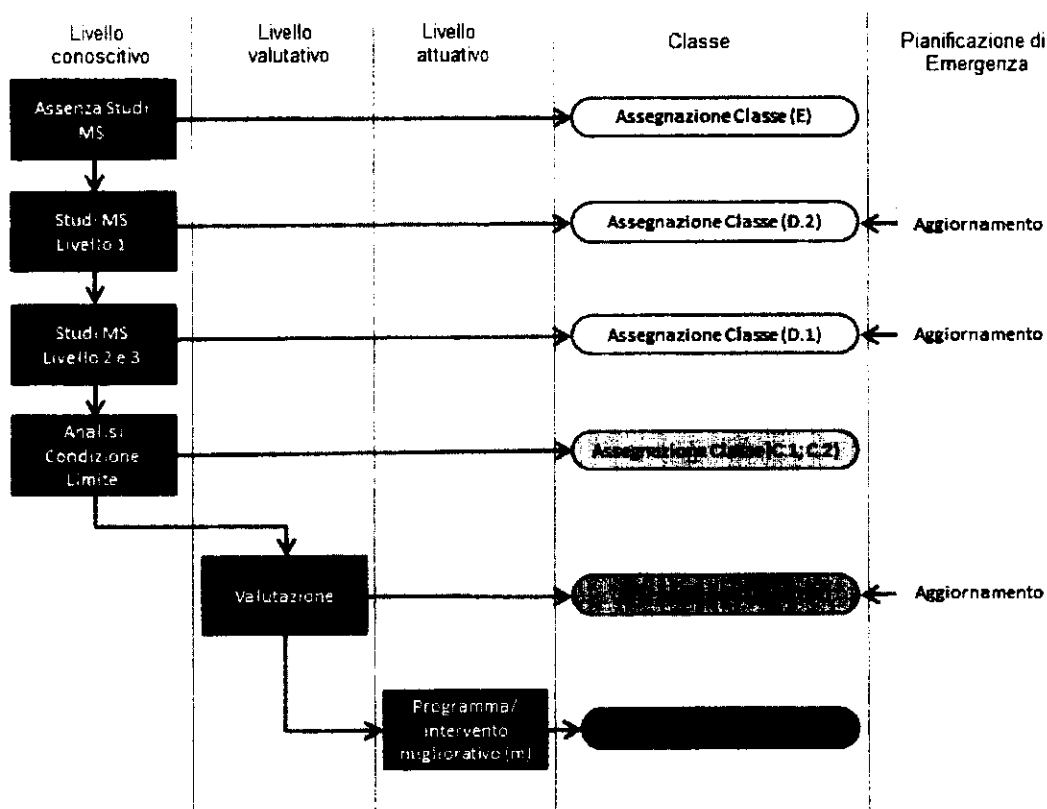 Livello
conoscitivo
Livello
valutativo
Livello
attuativo
Classe
Pianificazione di
Emergenza
Assenza Studi
MS
Assegnazione Classe (E)
Studi MS
Livello 1
Assegnazione Classe (D.2)
Aggiornamento
Studi MS
Livello 2 e 3
Assegnazione Classe (D.1)
Aggiornamento
Analisi
Condizione
Limite
Assegnazione Classe (C.1; C.2)
Valutazione
Aggiornamento
Programma/
intervento
migliorativo (m)